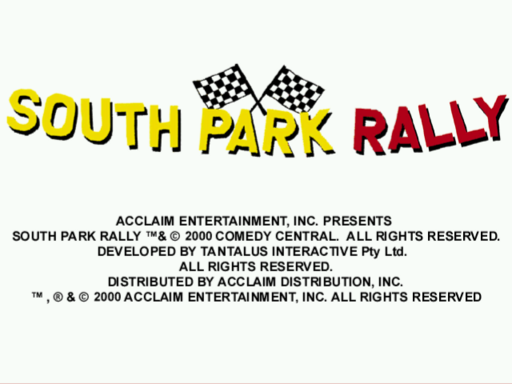 SOUTH PARK RALLY
ACCLAIM ENTERTAINMENT, INC. PRESENTS
SOUTH PARK RALLY ™& © 2000 COMEDY CENTRAL.  ALL RIGHTS RESERVED.
DEVELOPED BY TANTALUS INTERACTIVE Pty Ltd.
ALL RIGHTS RESERVED.
DISTRIBUTED BY ACCLAIM DISTRIBUTION, INC.
™ , ® & © 2000 ACCLAIM ENTERTAINMENT, INC. ALL RIGHTS RESERVED